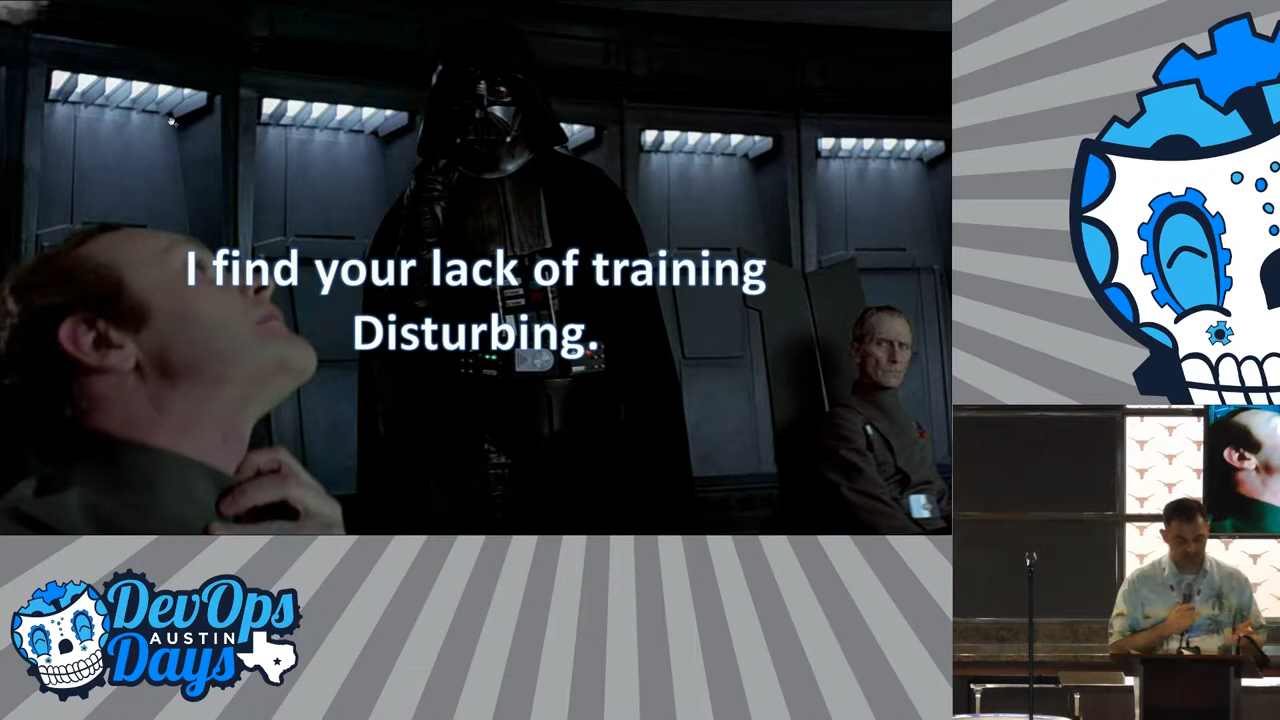 I find your lack of training
Disturbing.
DevOps
AUSTIN
Days